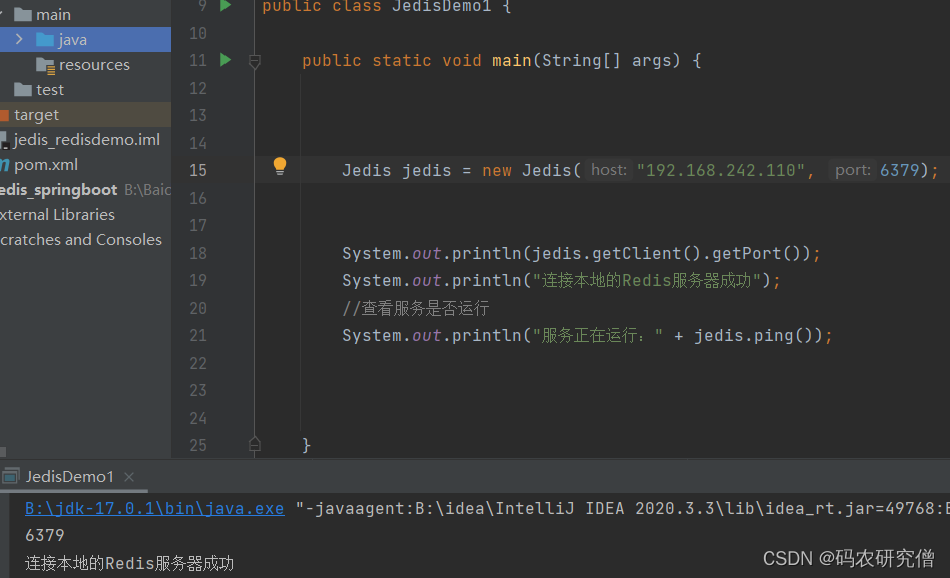 main
java
resources
test
target
jedis_redisdemo.iml
pom.xml
edis_springboot B:\Baic
xternal Libraries
cratches and Consoles
9 public class JedisDemo1 {
10
11 public static void main(String[] args) {
12
13
14
15 Jedis jedis = new Jedis( host: "192.168.242.110", port: 6379);
16
17
18 System.out.println(jedis.getClient().getPort());
19 System.out.println("连接本地的Redis服务器成功");
20 //查看服务是否运行
21 System.out.println("服务正在运行：" + jedis.ping());
22
23
24
25 }
JedisDemo1
B:\jdk-17.0.1\bin\java.exe "-javaagent:B:\idea\IntelliJ IDEA 2020.3.3\lib\idea_rt.jar=49768:B
6379
连接本地的Redis服务器成功
CSDN @码农研究僧